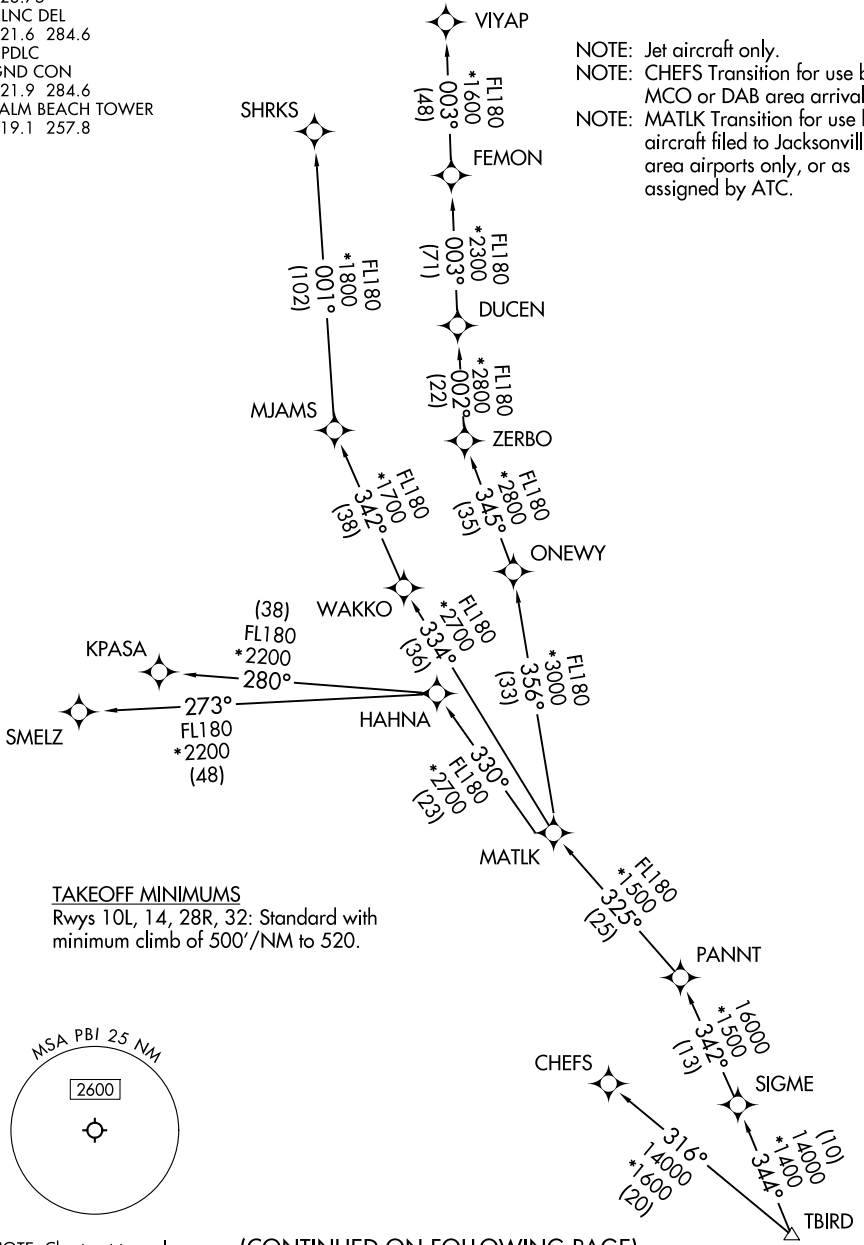 LNC DEL
21.6 284.6
PDLC
GND CON
21.9 284.6
ALM BEACH TOWER
19.1 257.8
NOTE: Jet aircraft only.
NOTE: CHEFS Transition for use
MCO or DAB area arrival
NOTE: MATLK Transition for use
aircraft filed to Jacksonvill
area airports only, or as
assigned by ATC.
VIYAP
FL180
*1600
003°
(48)
SHRKS
FEMON
FL180
*1800
001°
(102)
FL180
*2300
003°
(71)
DUCEN
FL180
*2800
002°
(22)
MJAMS
ZERBO
FL180
*1700
342°
(38)
FL180
*2800
345°
(35)
ONEWY
WAKKO
FL180
*2700
334°
(36)
FL180
*3000
356°
(33)
(38)
FL180
*2200
280°
KPASA
273°
FL180
*2200
(48)
SMELZ
HAHNA
330°
FL180
*2700
(23)
MATLK
TAKEOFF MINIMUMS
Rwys 10L, 14, 28R, 32: Standard with
minimum climb of 500'/NM to 520.
FL180
*1500
325°
(25)
PANNT
16000
*1500
342°
(13)
MSA PBI 25 NM
2600
CHEFS
SIGME
316°
14000
*1600
(20)
(10)
14000
*1400
344°
TBIRD